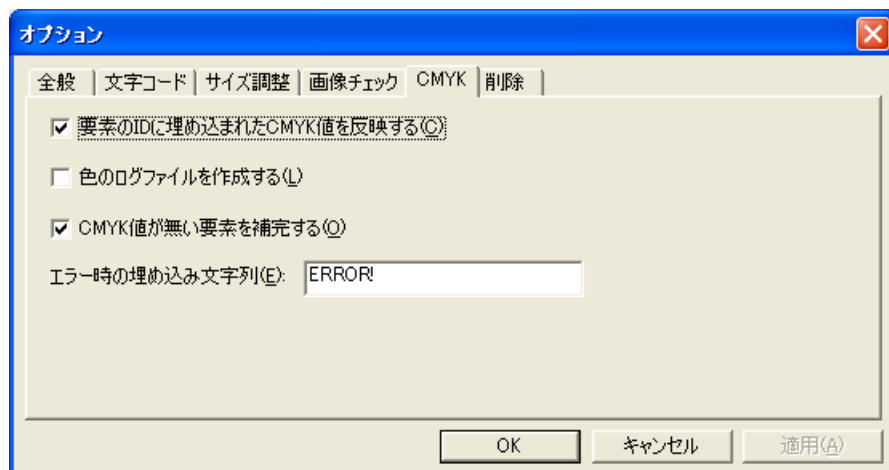 オプション
全般 文字コード サイズ調整 画像チェック CMYK 削除
要素のIDに埋め込まれたCMYK値を反映する(C)
色のログファイルを作成する(L)
CMYK値が無い要素を補完する(O)
エラー時の埋め込み文字列(E): ERROR!
OK キャンセル 適用(A)